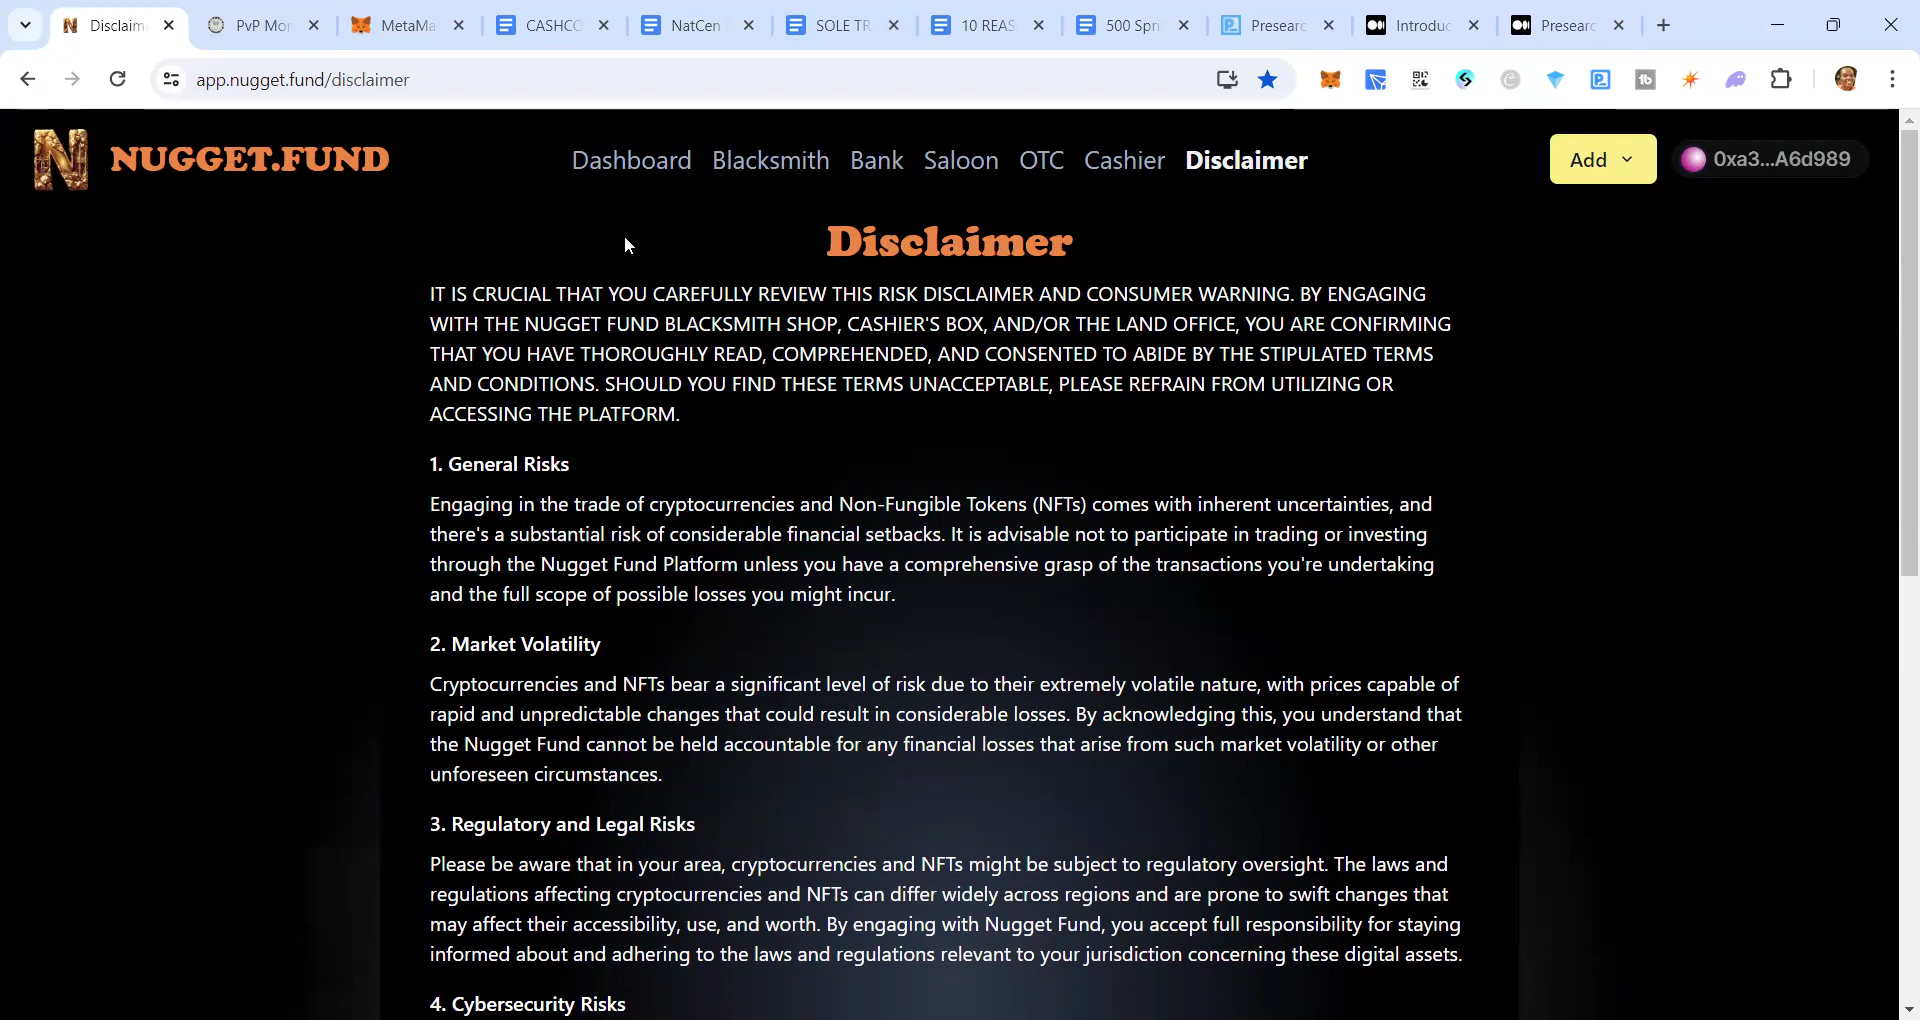 Disclaim
PvP Mor
MetaMa
CASHCO
NatCen
SOLE TR
10 REAS
500 Spri
Presearc
Introduc
Presearc
app.nugget.fund/disclaimer
NUGGET.FUND
Dashboard
Blacksmith
Bank
Saloon
OTC
Cashier
Disclaimer
Add
0xa3...A6d989
Disclaimer
IT IS CRUCIAL THAT YOU CAREFULLY REVIEW THIS RISK DISCLAIMER AND CONSUMER WARNING. BY ENGAGING
WITH THE NUGGET FUND BLACKSMITH SHOP, CASHIER'S BOX, AND/OR THE LAND OFFICE, YOU ARE CONFIRMING
THAT YOU HAVE THOROUGHLY READ, COMPREHENDED, AND CONSENTED TO ABIDE BY THE STIPULATED TERMS
AND CONDITIONS. SHOULD YOU FIND THESE TERMS UNACCEPTABLE, PLEASE REFRAIN FROM UTILIZING OR
ACCESSING THE PLATFORM.
1. General Risks
Engaging in the trade of cryptocurrencies and Non-Fungible Tokens (NFTs) comes with inherent uncertainties, and
there's a substantial risk of considerable financial setbacks. It is advisable not to participate in trading or investing
through the Nugget Fund Platform unless you have a comprehensive grasp of the transactions you're undertaking
and the full scope of possible losses you might incur.
2. Market Volatility
Cryptocurrencies and NFTs bear a significant level of risk due to their extremely volatile nature, with prices capable of
rapid and unpredictable changes that could result in considerable losses. By acknowledging this, you understand that
the Nugget Fund cannot be held accountable for any financial losses that arise from such market volatility or other
unforeseen circumstances.
3. Regulatory and Legal Risks
Please be aware that in your area, cryptocurrencies and NFTs might be subject to regulatory oversight. The laws and
regulations affecting cryptocurrencies and NFTs can differ widely across regions and are prone to swift changes that
may affect their accessibility, use, and worth. By engaging with Nugget Fund, you accept full responsibility for staying
informed about and adhering to the laws and regulations relevant to your jurisdiction concerning these digital assets.
4. Cybersecurity Risks